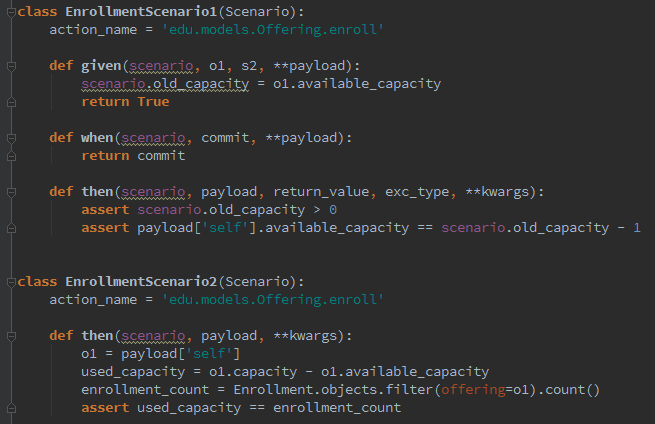 class EnrollmentScenario1(Scenario):
    action_name = 'edu.models.Offering.enroll'

    def given(scenario, o1, s2, **payload):
        scenario.old_capacity = o1.available_capacity
        return True

    def when(scenario, commit, **payload):
        return commit

    def then(scenario, payload, return_value, exc_type, **kwargs):
        assert scenario.old_capacity > 0
        assert payload['self'].available_capacity == scenario.old_capacity - 1


class EnrollmentScenario2(Scenario):
    action_name = 'edu.models.Offering.enroll'

    def then(scenario, payload, **kwargs):
        o1 = payload['self']
        used_capacity = o1.capacity - o1.available_capacity
        enrollment_count = Enrollment.objects.filter(offering=o1).count()
        assert used_capacity == enrollment_count